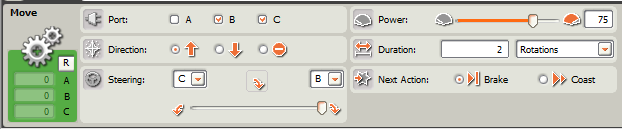 Move
Port: A B C
Power: 75
Direction:
Duration: 2 Rotations
Steering: C B
Next Action: Brake Coast
R
0 A
0 B
0 C